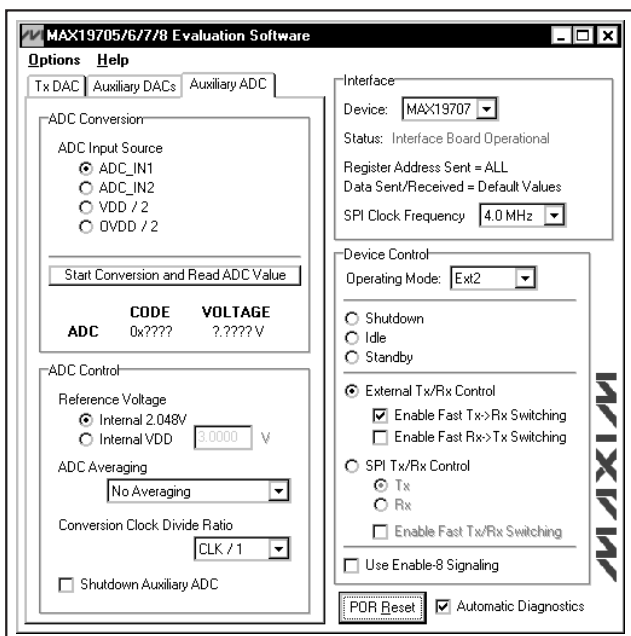 MAX19705/6/7/8 Evaluation Software
Options Help
Tx DAC Auxiliary DACs Auxiliary ADC
ADC Conversion
ADC Input Source
ADC_IN1
ADC_IN2
VDD / 2
OVDD / 2
Start Conversion and Read ADC Value
CODE VOLTAGE
ADC 0x???? ?.???? V
ADC Control
Reference Voltage
Internal 2.048V
Internal VDD 3.0000 V
ADC Averaging
No Averaging
Conversion Clock Divide Ratio
CLK / 1
Shutdown Auxiliary ADC
Interface
Device: MAX19707
Status: Interface Board Operational
Register Address Sent = ALL
Data Sent/Received = Default Values
SPI Clock Frequency 4.0 MHz
Device Control
Operating Mode: Ext2
Shutdown
Idle
Standby
External Tx/Rx Control
Enable Fast Tx->Rx Switching
Enable Fast Rx->Tx Switching
SPI Tx/Rx Control
Tx
Rx
Enable Fast Tx/Rx Switching
Use Enable-8 Signaling
POR Reset Automatic Diagnostics
MAXIM